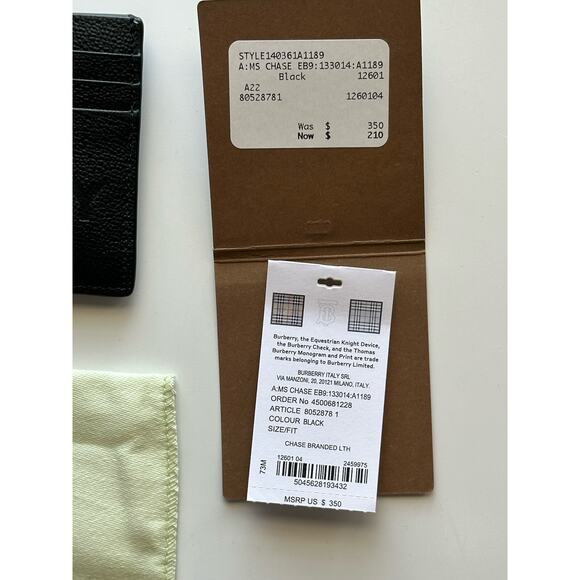 STYLE140361A1189
A:MS CHASE EB9:133014:A1189
Black 12601
A22
80528781 1260104
Was $ 350
Now $ 210
Burberry, the Equestrian Knight Device,
the Burberry Check, and the Thomas
Burberry Monogram and Print are trade
marks belonging to Burberry Limited.
BURBERRY ITALY SRL
VIA MANZONI, 20, 20121 MILANO, ITALY.
A:MS CHASE EB9:133014:A1189
ORDER No 4500681228
ARTICLE 8052878 1
COLOUR BLACK
SIZE/FIT
CHASE BRANDED LTH
73M
12601 04 2459975
5045628193432
MSRP US $ 350